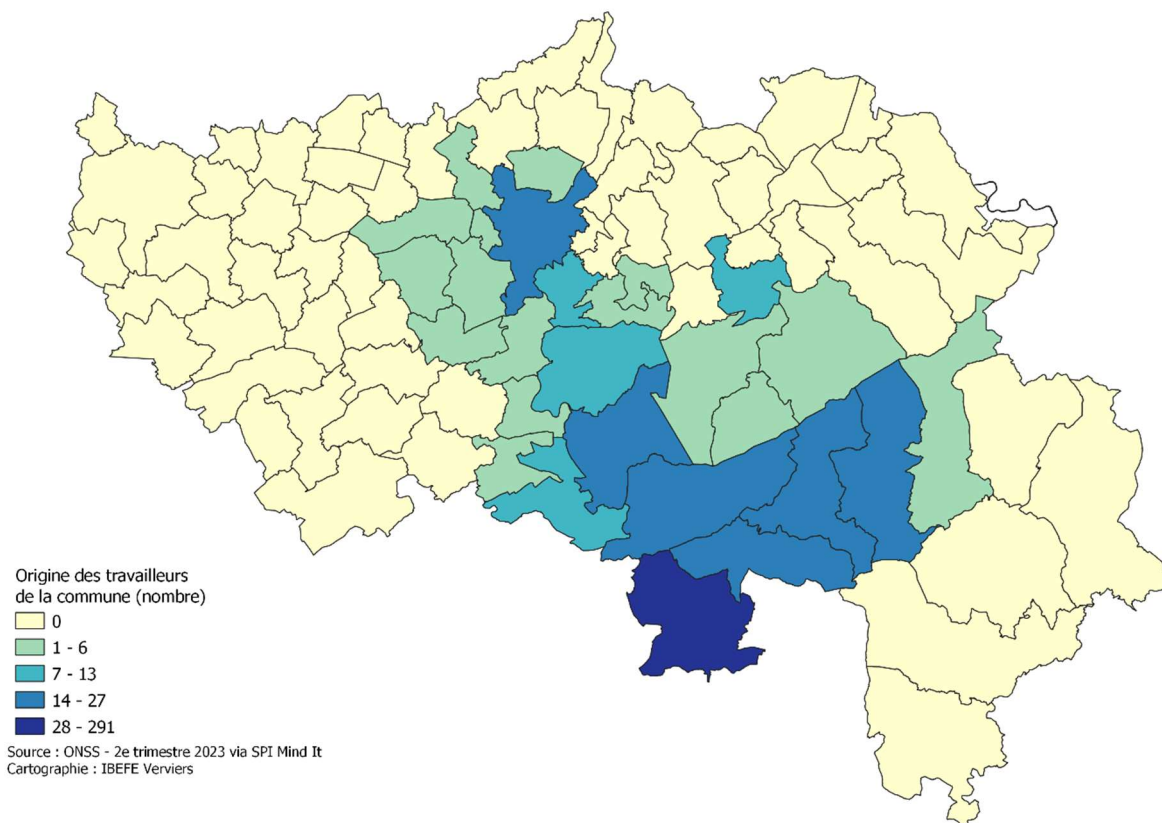 Origine des travailleurs
de la commune (nombre)
0
1 - 6
7 - 13
14 - 27
28 - 291
Source : ONSS - 2e trimestre 2023 via SPI Mind It
Cartographie : IBEFE Verviers